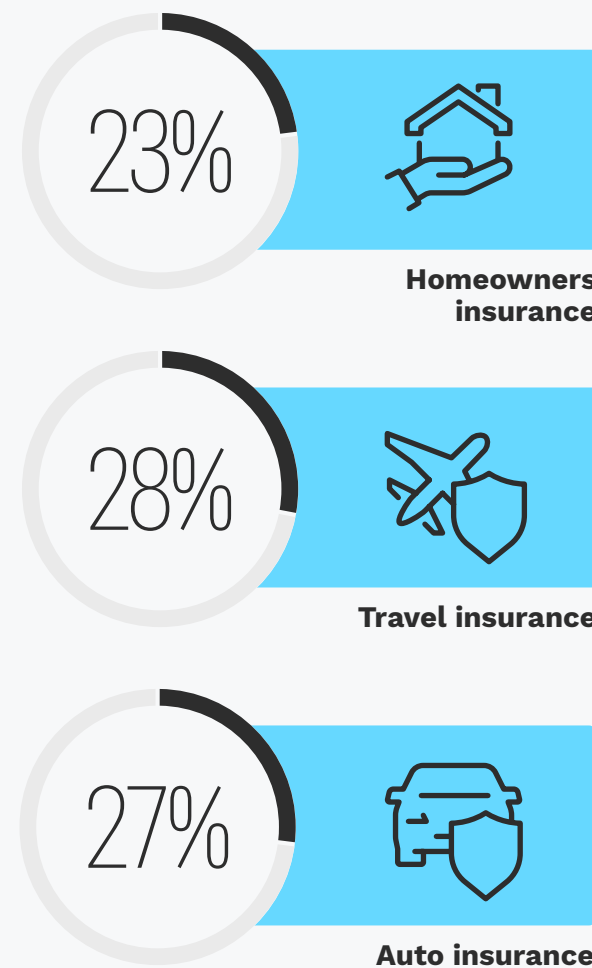 23%
Homeowners
insurance
28%
Travel insurance
27%
Auto insurance